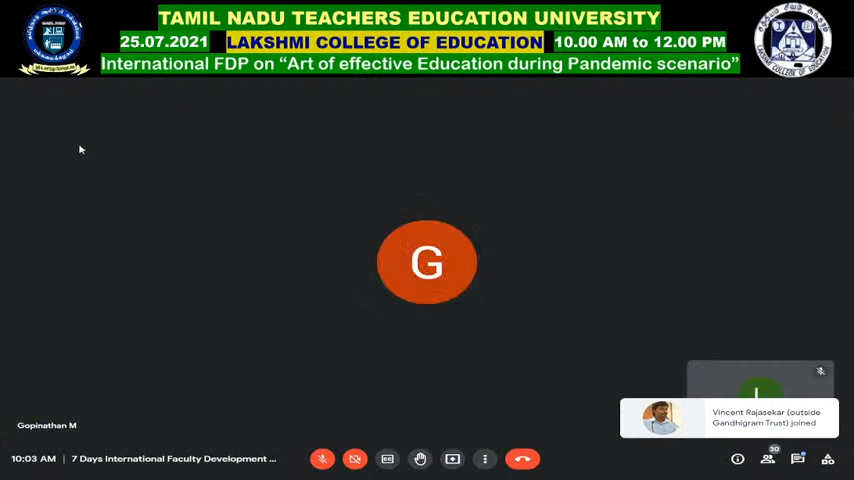 TAMIL NADU TEACHERS EDUCATION UNIVERSITY
25.07.2021 LAKSHMI COLLEGE OF EDUCATION 10.00 AM to 12.00 PM
International FDP on “Art of effective Education during Pandemic scenario”
G
Vincent Rajasekar (outside
Gandhigram Trust) joined
Gopinathan M
10:03 AM | 7 Days International Faculty Development ...
30